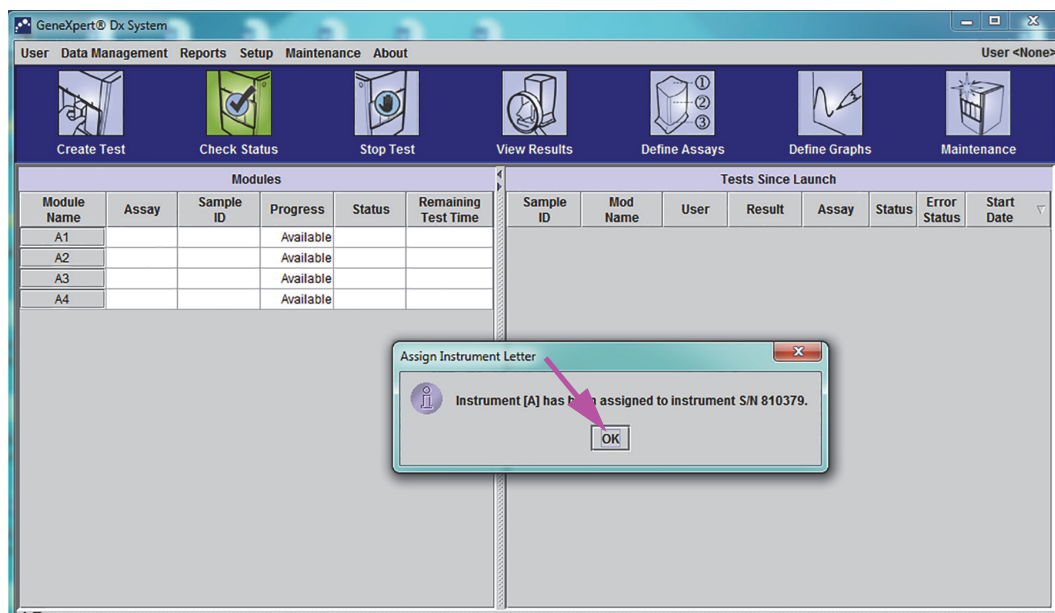 GeneXpert® Dx System
User Data Management Reports Setup Maintenance About User <None>
Create Test Check Status Stop Test View Results Define Assays Define Graphs Maintenance
① ② ③
Modules
Module Name Assay Sample ID Progress Status Remaining Test Time
A1 Available
A2 Available
A3 Available
A4 Available
Tests Since Launch
Sample ID Mod Name User Result Assay Status Error Status Start Date
Assign Instrument Letter
Instrument [A] has assigned to instrument S/N 810379.
OK